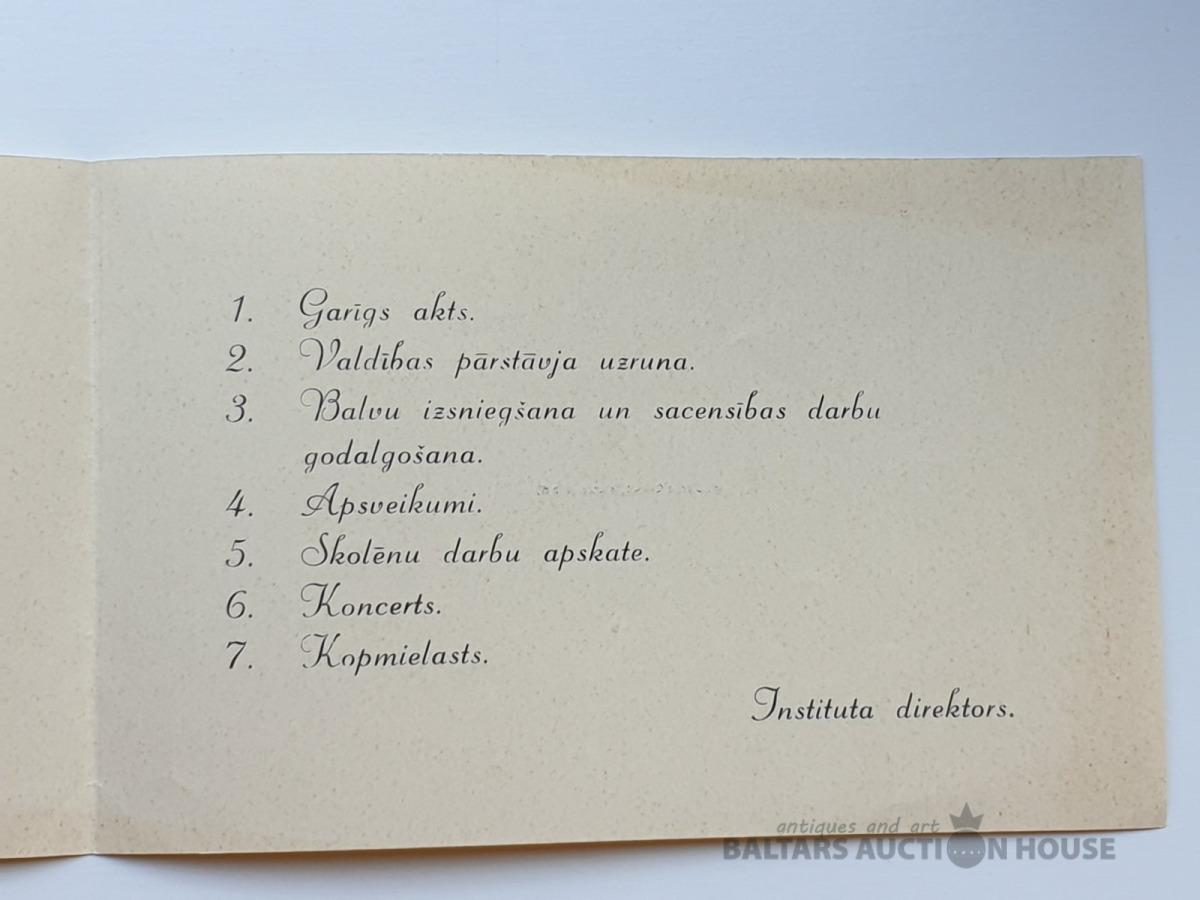 1. Garīgs akts.
2. Valdības pārstāvja uzruna.
3. Balvu izsniegšana un sacensības darbu
godalgošana.
4. Apsveikumi.
5. Skolēnu darbu apskate.
6. Koncerts.
7. Kopmielasts.
Instituta direktors.
antiques and art
BALTARS AUCTION HOUSE